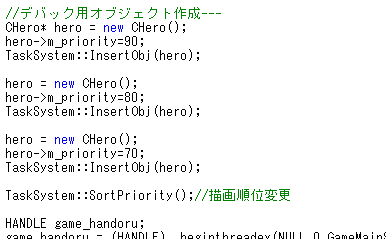 //デバック用オブジェクト作成---
CHero* hero = new CHero();
hero->m_priority=90;
TaskSystem::InsertObj(hero);
hero = new CHero();
hero->m_priority=80;
TaskSystem::InsertObj(hero);
hero = new CHero();
hero->m_priority=70;
TaskSystem::InsertObj(hero);
TaskSystem::SortPriority();//描画順位変更
HANDLE game_handoru;
game_handoru = (HANDLE)_beginthreadex(NULL,0,GameMainS